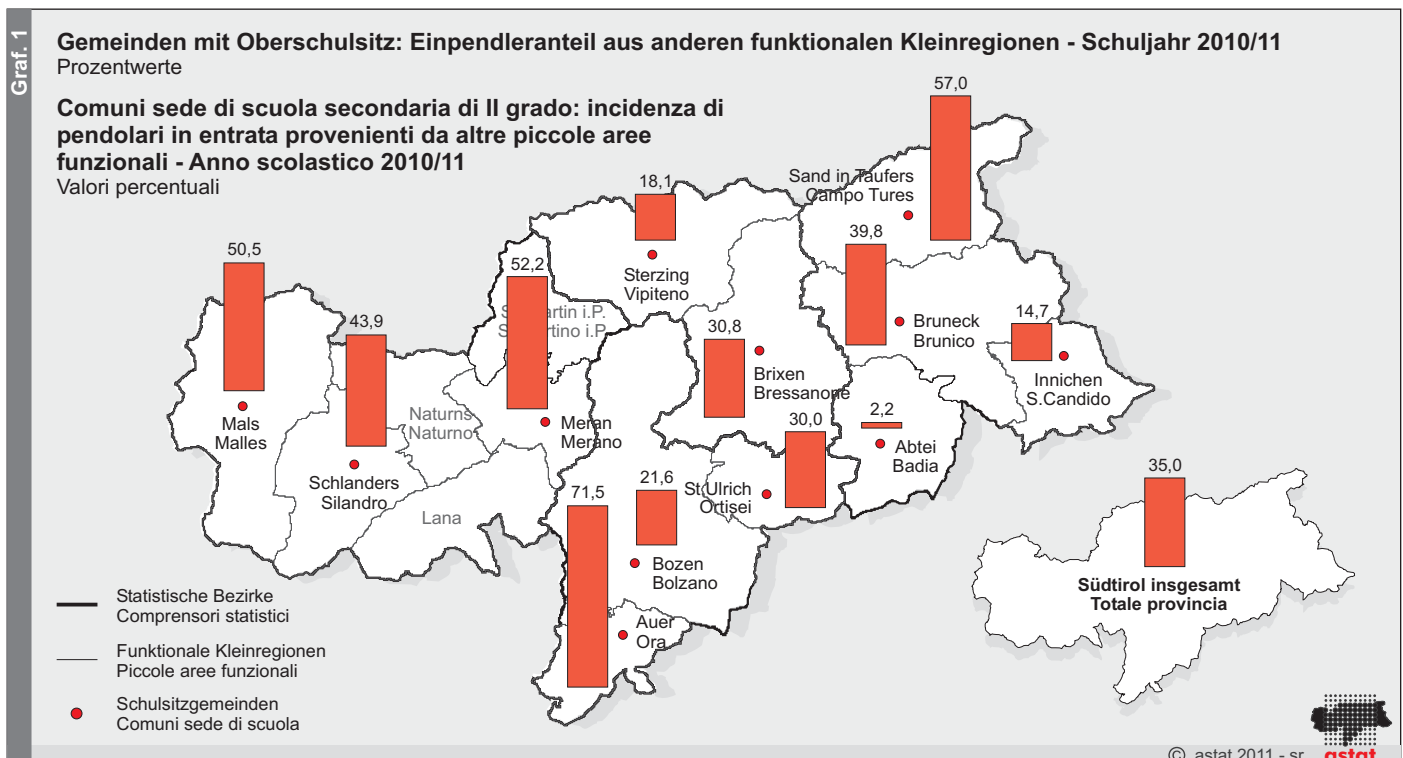 Graf. 1
Gemeinden mit Oberschulsitz: Einpendleranteil aus anderen funktionalen Kleinregionen - Schuljahr 2010/11
Prozentwerte
Comuni sede di scuola secondaria di II grado: incidenza di
pendolari in entrata provenienti da altre piccole aree
funzionali - Anno scolastico 2010/11
Valori percentuali
57,0
Sand in Taufers
Campo Tures
18,1
Sterzing
Vipiteno
39,8
Bruneck
Brunico
50,5
Mals
Malles
52,2
artin i.P.
rtino i.P.
Meran
Merano
43,9
Schlanders
Silandro
Naturns
Naturno
Lana
30,8
Brixen
Bressanone
14,7
Innichen
S.Candido
2,2
Abtei
Badia
30,0
St.Ulrich
Ortisei
21,6
Bozen
Bolzano
71,5
Auer
Ora
35,0
Südtirol insgesamt
Totale provincia
Statistische Bezirke
Comprensori statistici
Funktionale Kleinregionen
Piccole aree funzionali
Schulsitzgemeinden
Comuni sede di scuola
© astat 2011 - sr
astat